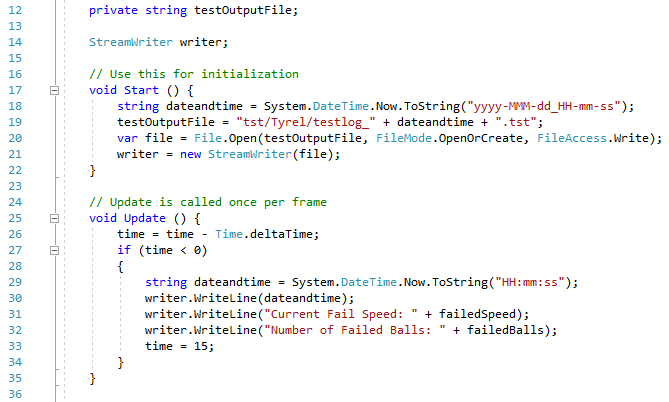 12 private string testOutputFile;
13
14 StreamWriter writer;
15
16 // Use this for initialization
17 void Start () {
18 string dateandtime = System.DateTime.Now.ToString("yyyy-MMM-dd_HH-mm-ss");
19 testOutputFile = "tst/Tyrel/testlog_" + dateandtime + ".tst";
20 var file = File.Open(testOutputFile, FileMode.OpenOrCreate, FileAccess.Write);
21 writer = new StreamWriter(file);
22 }
23
24 // Update is called once per frame
25 void Update () {
26 time = time - Time.deltaTime;
27 if (time < 0)
28 {
29 string dateandtime = System.DateTime.Now.ToString("HH:mm:ss");
30 writer.WriteLine(dateandtime);
31 writer.WriteLine("Current Fail Speed: " + failedSpeed);
32 writer.WriteLine("Number of Failed Balls: " + failedBalls);
33 time = 15;
34 }
35 }
36